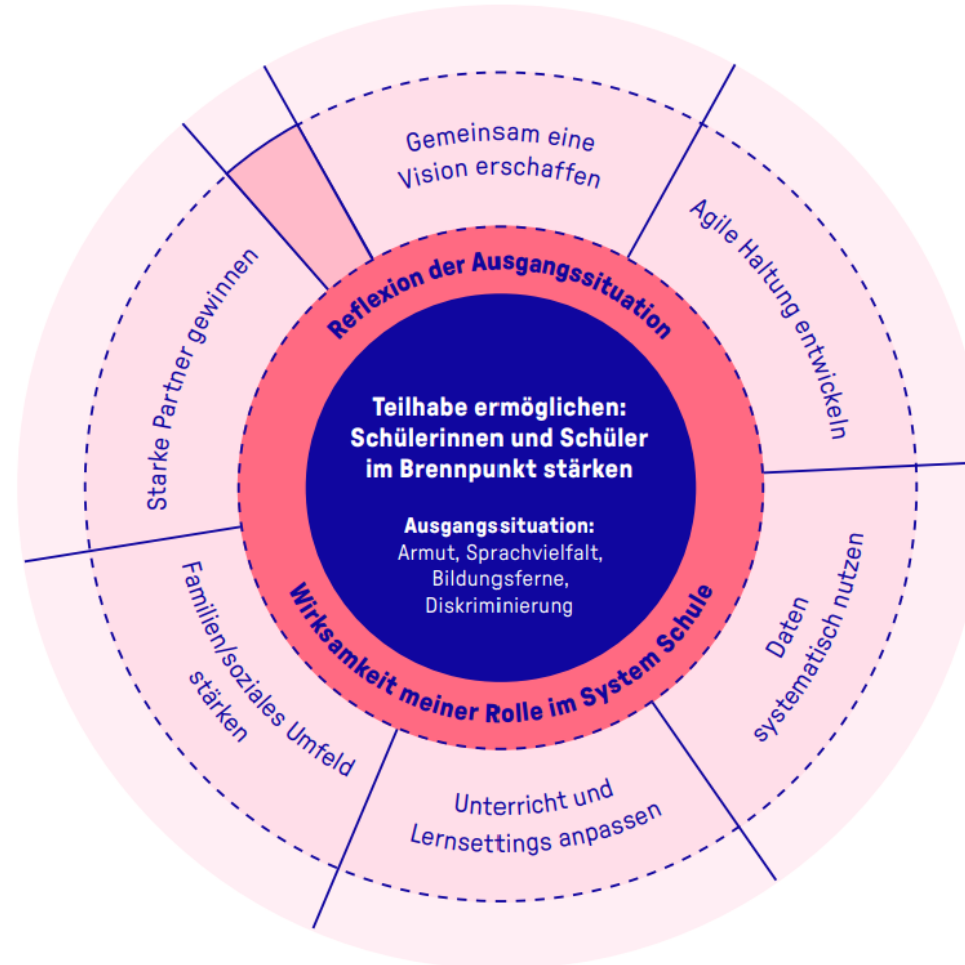 Gemeinsam eine
Vision erschaffen
Agile Haltung entwickeln
Daten
systematisch nutzen
Unterricht und
Lernsettings anpassen
Familien/soziales Umfeld
stärken
Starke Partner gewinnen
Reflexion der Ausgangssituation
Wirksamkeit meiner Rolle im System Schule
Teilhabe ermöglichen:
Schülerinnen und Schüler
im Brennpunkt stärken
Ausgangssituation:
Armut, Sprachvielfalt,
Bildungsferne,
Diskriminierung